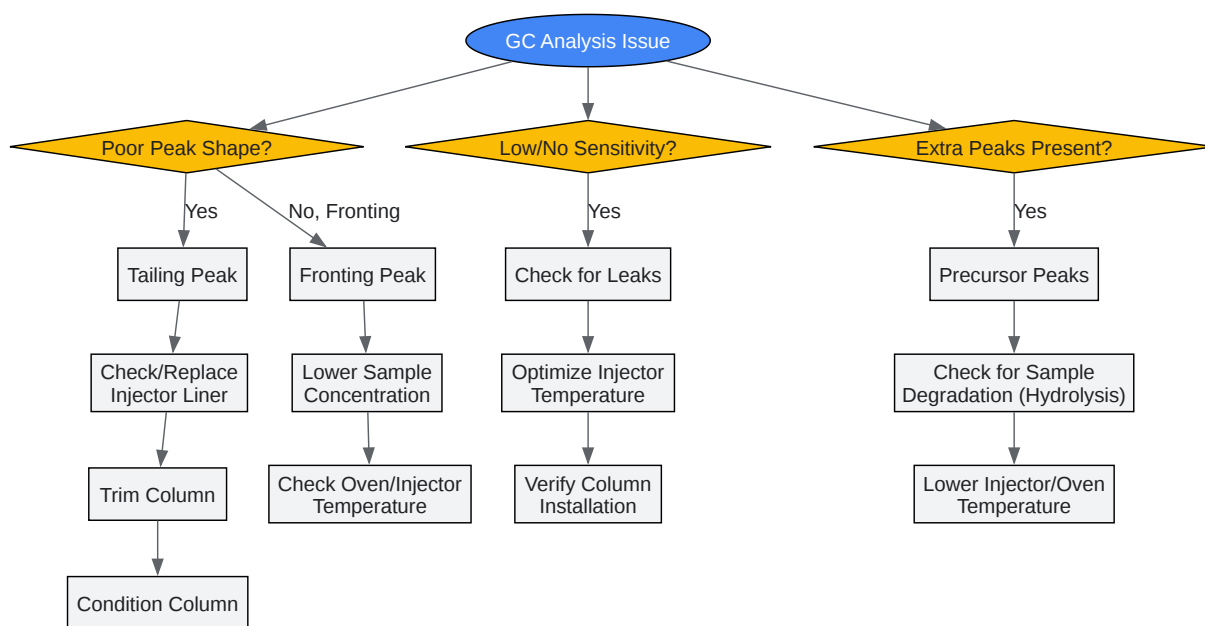 GC Analysis Issue
Poor Peak Shape?
Low/No Sensitivity?
Extra Peaks Present?
Yes
No, Fronting
Yes
Yes
Tailing Peak
Fronting Peak
Check for Leaks
Precursor Peaks
Check/Replace
Injector Liner
Lower Sample
Concentration
Optimize Injector
Temperature
Check for Sample
Degradation (Hydrolysis)
Trim Column
Check Oven/Injector
Temperature
Verify Column
Installation
Lower Injector/Oven
Temperature
Condition Column